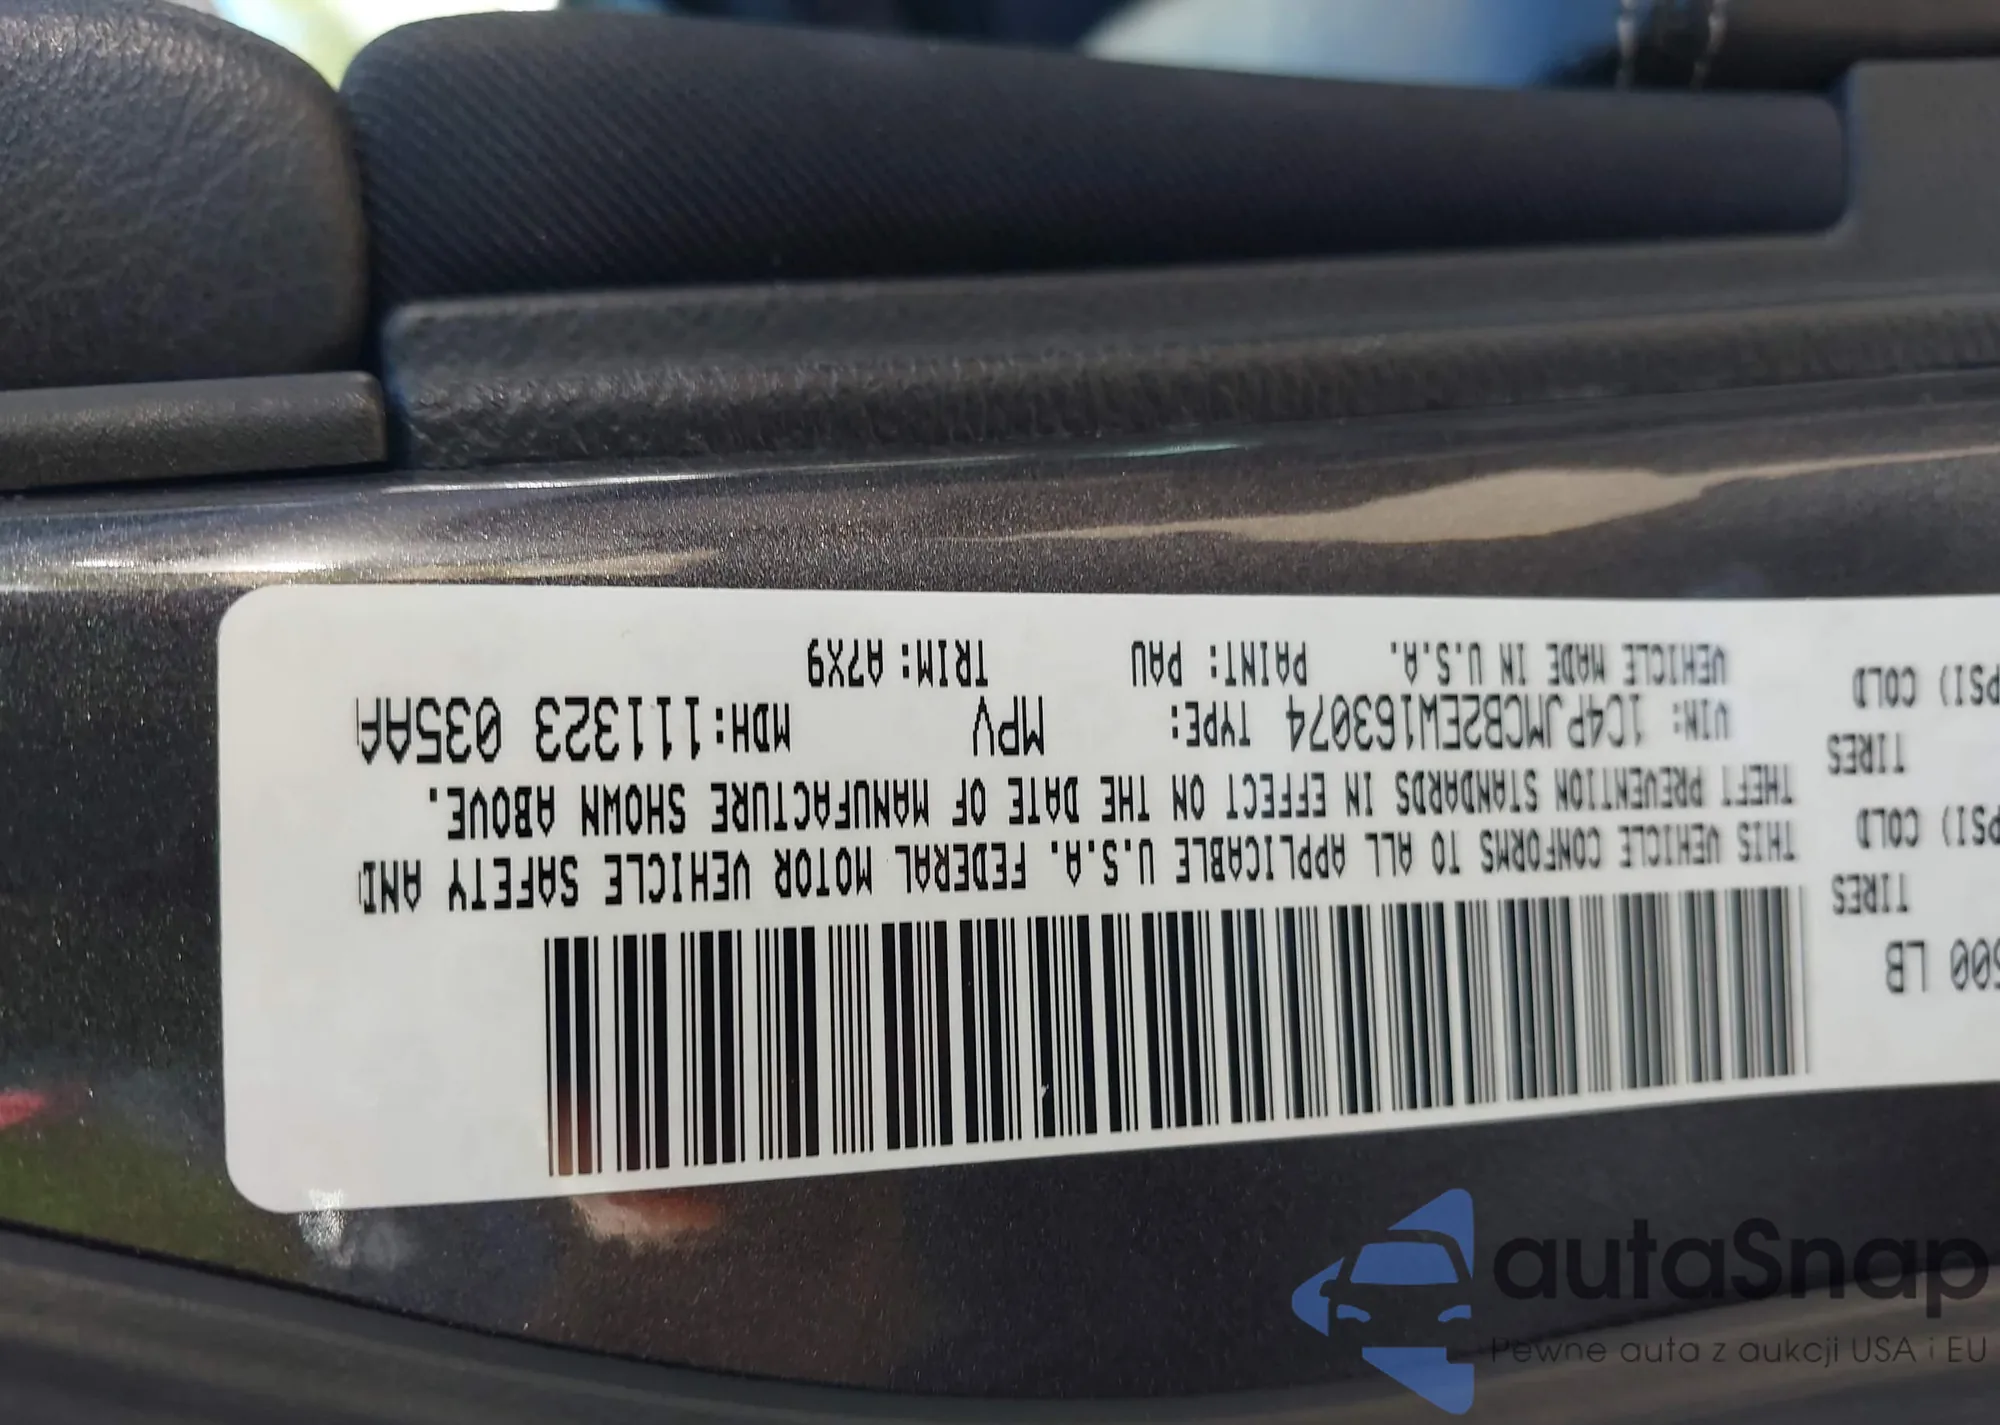 LB
TIRES
PSI) COLD
TIRES
PSI) COLD
THIS VEHICLE CONFORMS TO ALL APPLICABLE U.S.A. FEDERAL MOTOR VEHICLE SAFETY AND
THEFT PREVENTION STANDARDS IN EFFECT ON THE DATE OF MANUFACTURE SHOWN ABOVE.
VIN: 1C4PJMCB2EW163074 TYPE: MPV MDH:111323
VEHICLE MADE IN U.S.A. PAINT: PAU TRIM: A7X9
autaSnap
Pewne auta z aukcji USA i EU